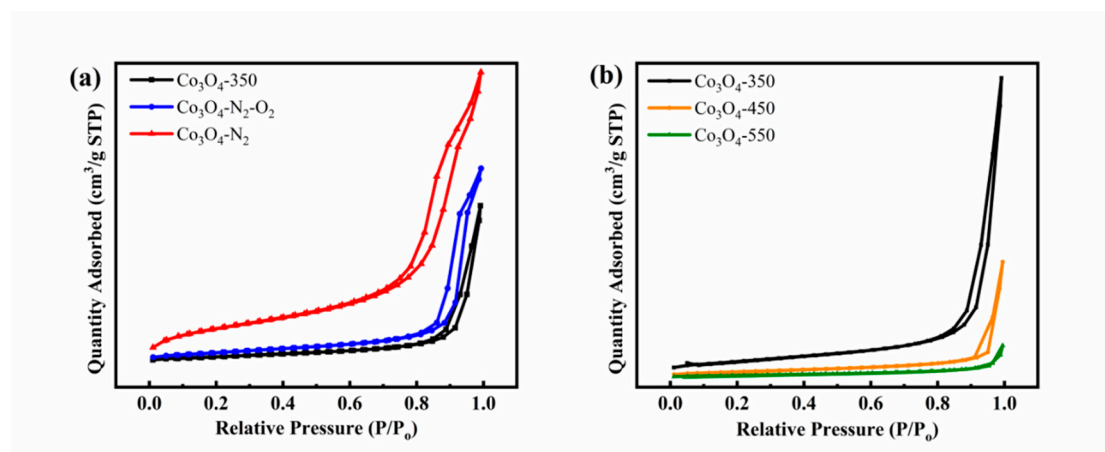 (a)
Co₃O₄-350
Co₃O₄-N₂-O₂
Co₃O₄-N₂
Quantity Adsorbed (cm³/g STP)
0.0 0.2 0.4 0.6 0.8 1.0
Relative Pressure (P/Pₒ)
(b)
Co₃O₄-350
Co₃O₄-450
Co₃O₄-550
Quantity Adsorbed (cm³/g STP)
0.0 0.2 0.4 0.6 0.8 1.0
Relative Pressure (P/Pₒ)